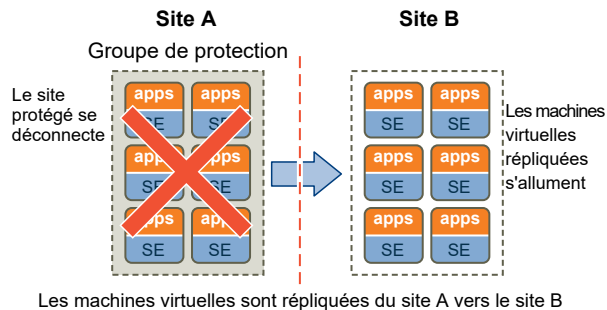 Site A
Site B
Groupe de protection
Le site
protégé se
déconnecte
apps
apps
SE
SE
apps
apps
SE
SE
apps
apps
SE
SE
apps
apps
SE
SE
apps
apps
SE
SE
apps
apps
SE
SE
Les machines
virtuelles
répliquées
s'allument
Les machines virtuelles sont répliquées du site A vers le site B